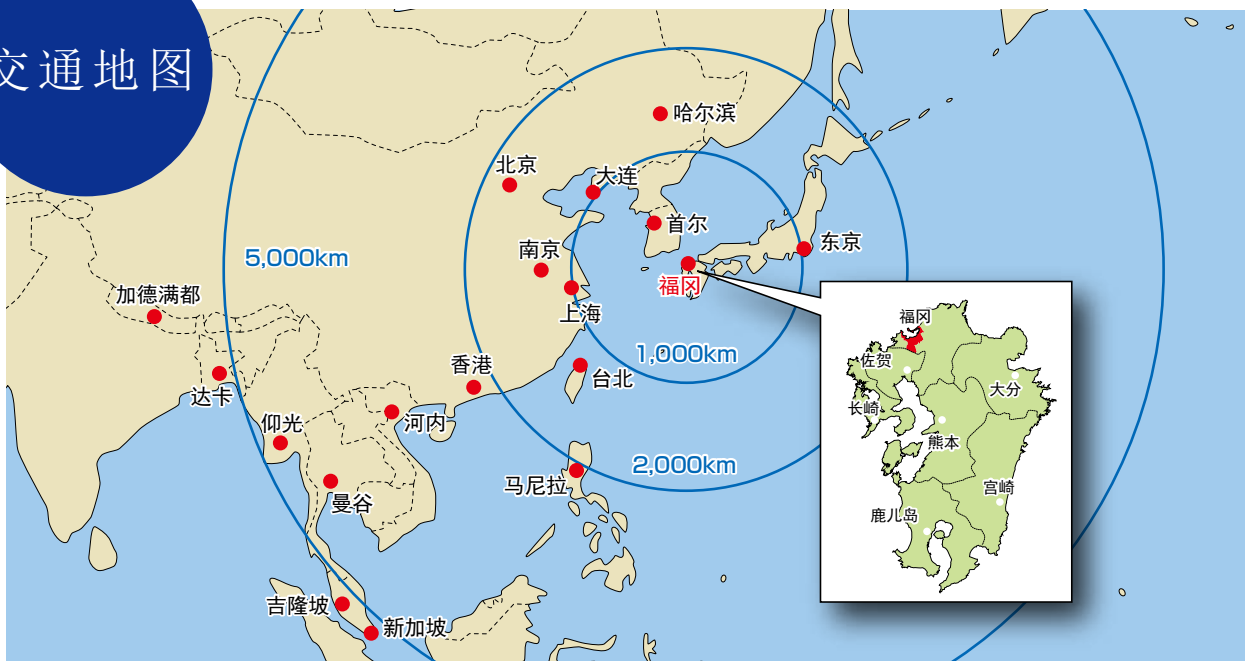 交通地图
哈尔滨
北京
大连
首尔
东京
南京
5,000km
福冈
加德满都
上海
1,000km
香港
台北
达卡
仰光
河内
2,000km
马尼拉
曼谷
吉隆坡
新加坡
福冈
佐贺
大分
长崎
熊本
宫崎
鹿儿岛